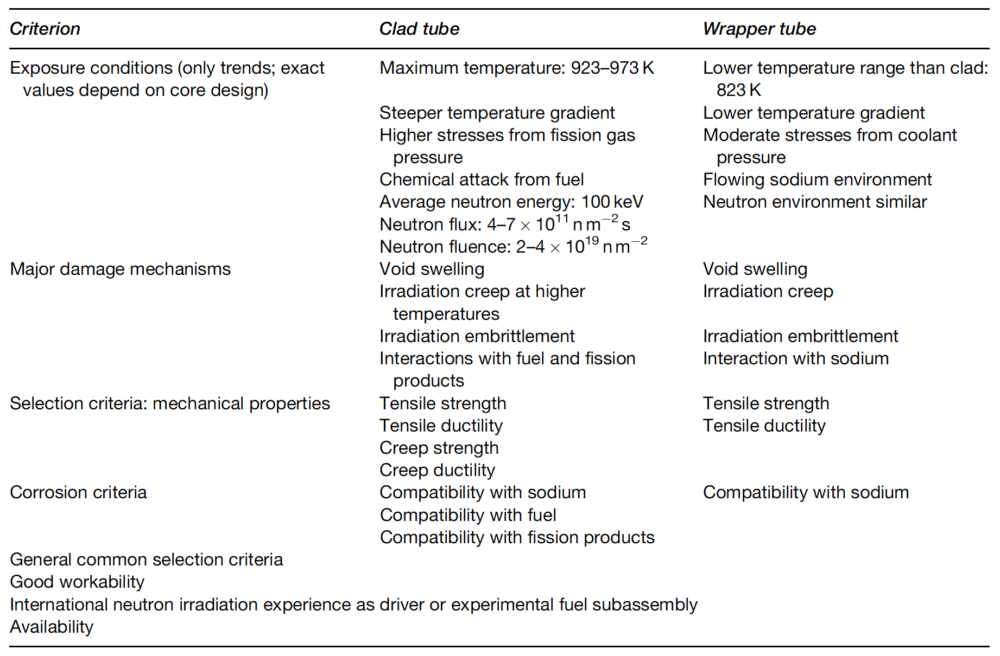 Criterion Clad tube Wrapper tube
Exposure conditions (only trends; exact Maximum temperature: 923–973 K Lower temperature range than clad:
values depend on core design) 823 K
Steeper temperature gradient Lower temperature gradient
Higher stresses from fission gas Moderate stresses from coolant
pressure pressure
Chemical attack from fuel Flowing sodium environment
Average neutron energy: 100 keV Neutron environment similar
Neutron flux: 4–7 × 10¹¹ n m⁻² s
Neutron fluence: 2–4 × 10¹⁹ n m⁻²
Major damage mechanisms Void swelling Void swelling
Irradiation creep at higher Irradiation creep
temperatures
Irradiation embrittlement Irradiation embrittlement
Interactions with fuel and fission Interaction with sodium
products
Selection criteria: mechanical properties Tensile strength Tensile strength
Tensile ductility Tensile ductility
Creep strength
Creep ductility
Corrosion criteria Compatibility with sodium Compatibility with sodium
Compatibility with fuel
Compatibility with fission products
General common selection criteria
Good workability
International neutron irradiation experience as driver or experimental fuel subassembly
Availability